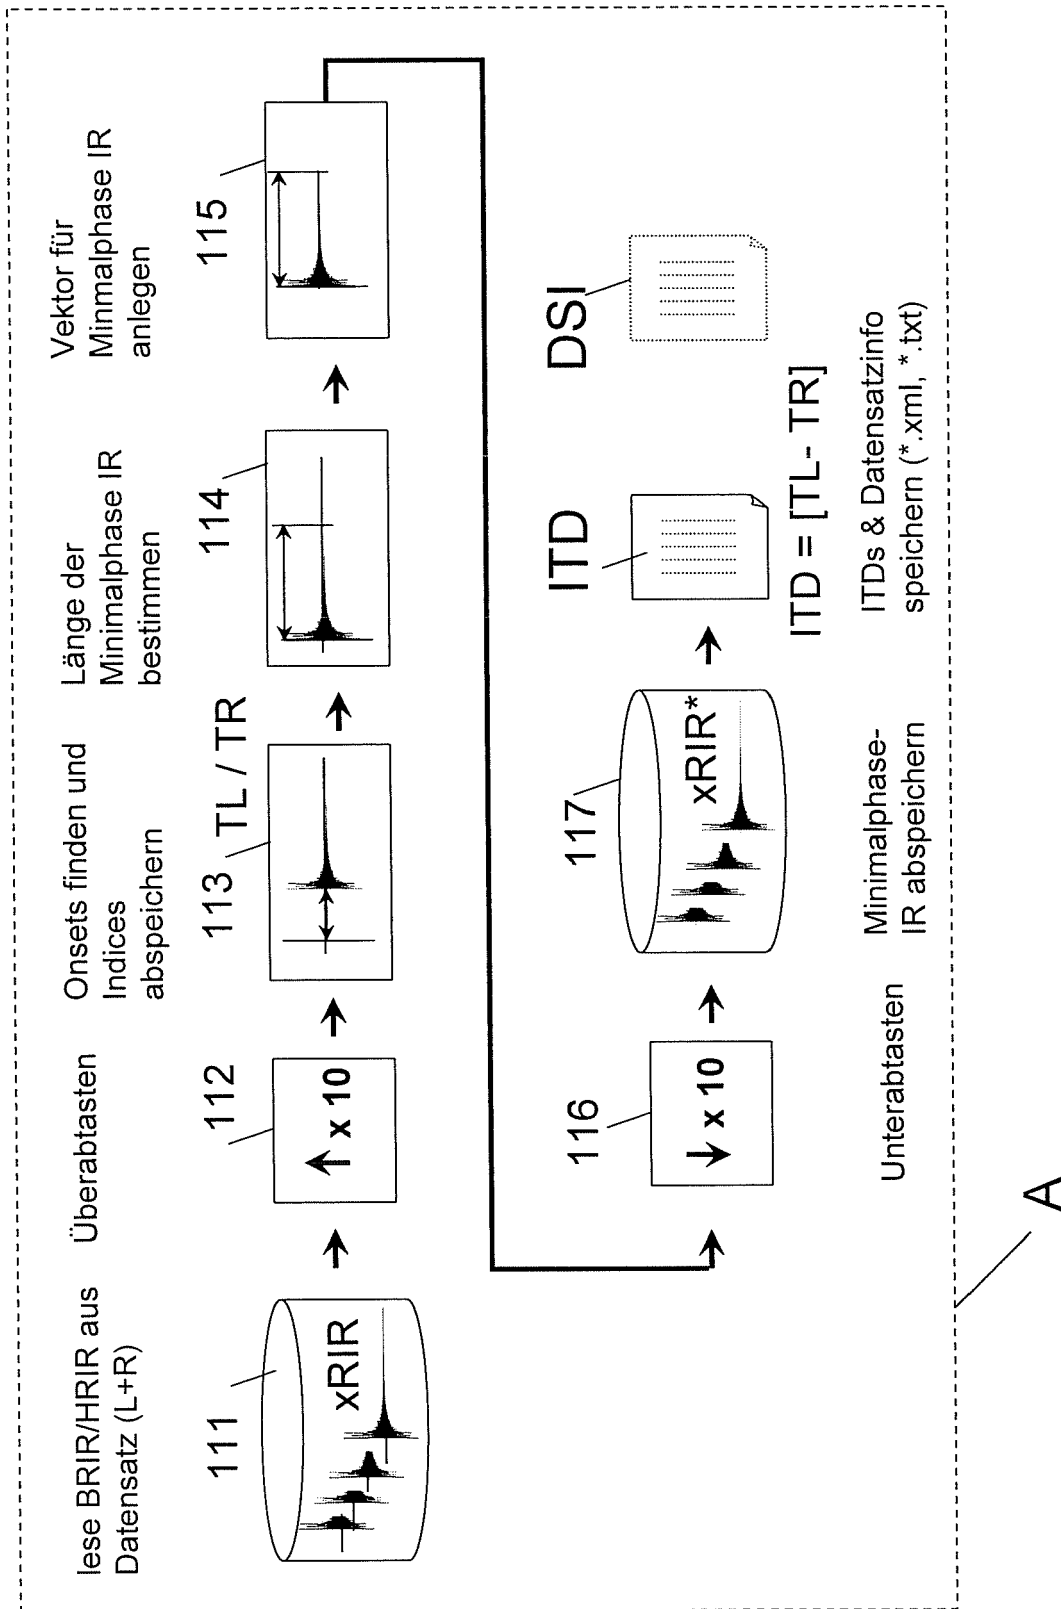 lese BRIR/HRIR aus
Datensatz (L+R)
111
xRIR
Überabtasten
112
x 10
Onsets finden und
Indices
abspeichern
113
TL / TR
Länge der
Minimalphase IR
bestimmen
114
Vektor für
Minmalphase IR
anlegen
115
116
x 10
Unterabtasten
117
xRIR*
Minimalphase-
IR abspeichern
ITD
ITD = [TL- TR]
DSI
ITDs & Datensatzinfo
speichern (*.xml, *.txt)
A